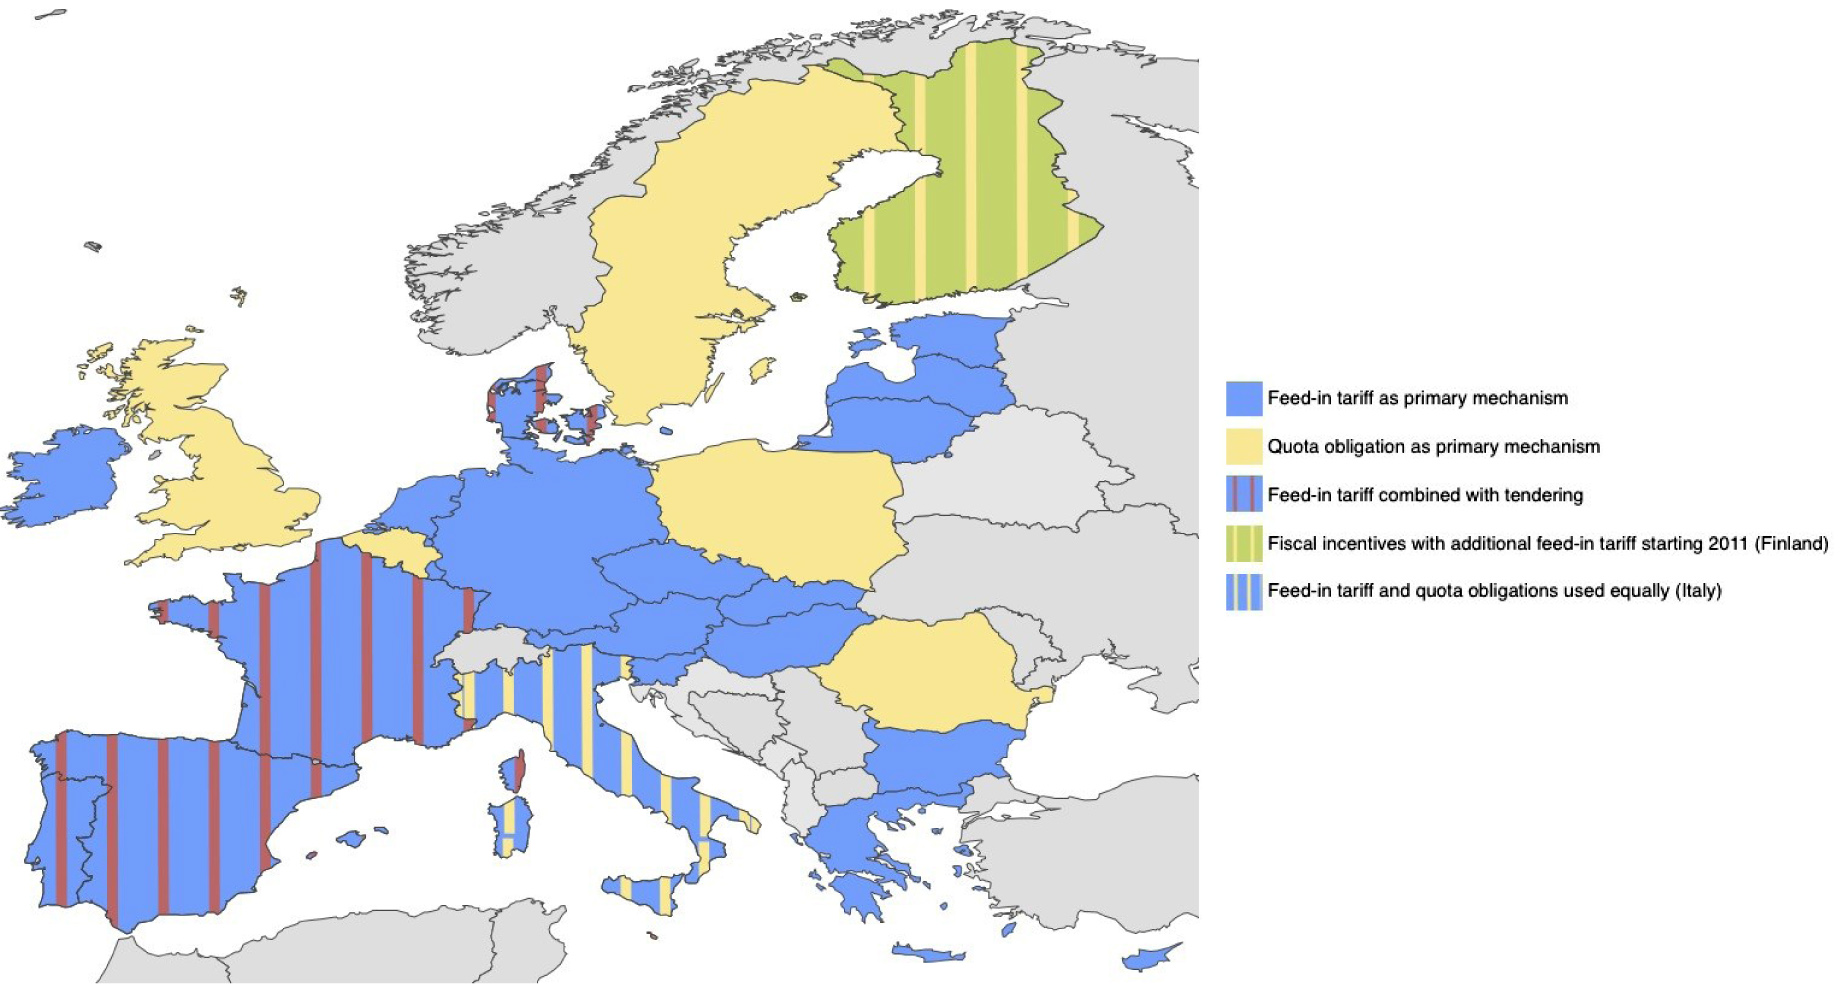 Feed-in tariff as primary mechanism
Quota obligation as primary mechanism
Feed-in tariff combined with tendering
Fiscal incentives with additional feed-in tariff starting 2011 (Finland)
Feed-in tariff and quota obligations used equally (Italy)